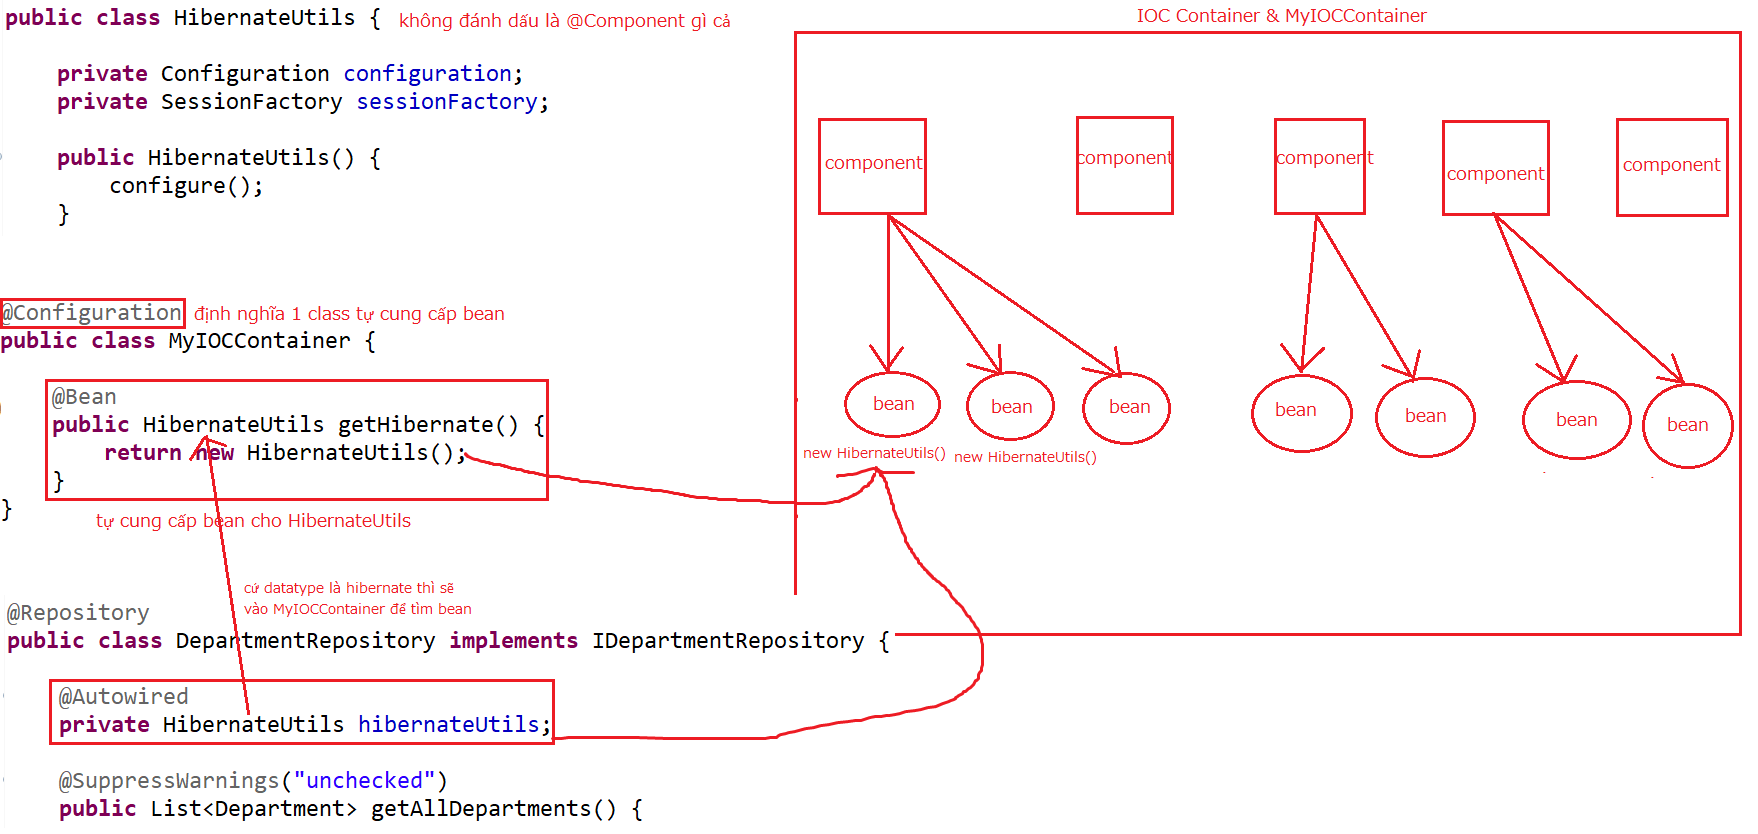 public class HibernateUtils { không đánh dấu là @Component gì cả
private Configuration configuration;
private SessionFactory sessionFactory;
public HibernateUtils() {
configure();
}
@Configuration định nghĩa 1 class tự cung cấp bean
public class MyIOCContainer {
@Bean
public HibernateUtils getHibernate() {
return new HibernateUtils();
}
}
tự cung cấp bean cho HibernateUtils
cứ datatype là hibernate thì sẽ
vào MyIOCContainer để tìm bean
@Repository
public class DepartmentRepository implements IDepartmentRepository {
@Autowired
private HibernateUtils hibernateUtils;
@SuppressWarnings("unchecked")
public List<Department> getAllDepartments() {
IOC Container & MyIOCContainer
component
component
component
component
component
bean
bean
bean
bean
bean
bean
bean
new HibernateUtils()
new HibernateUtils()